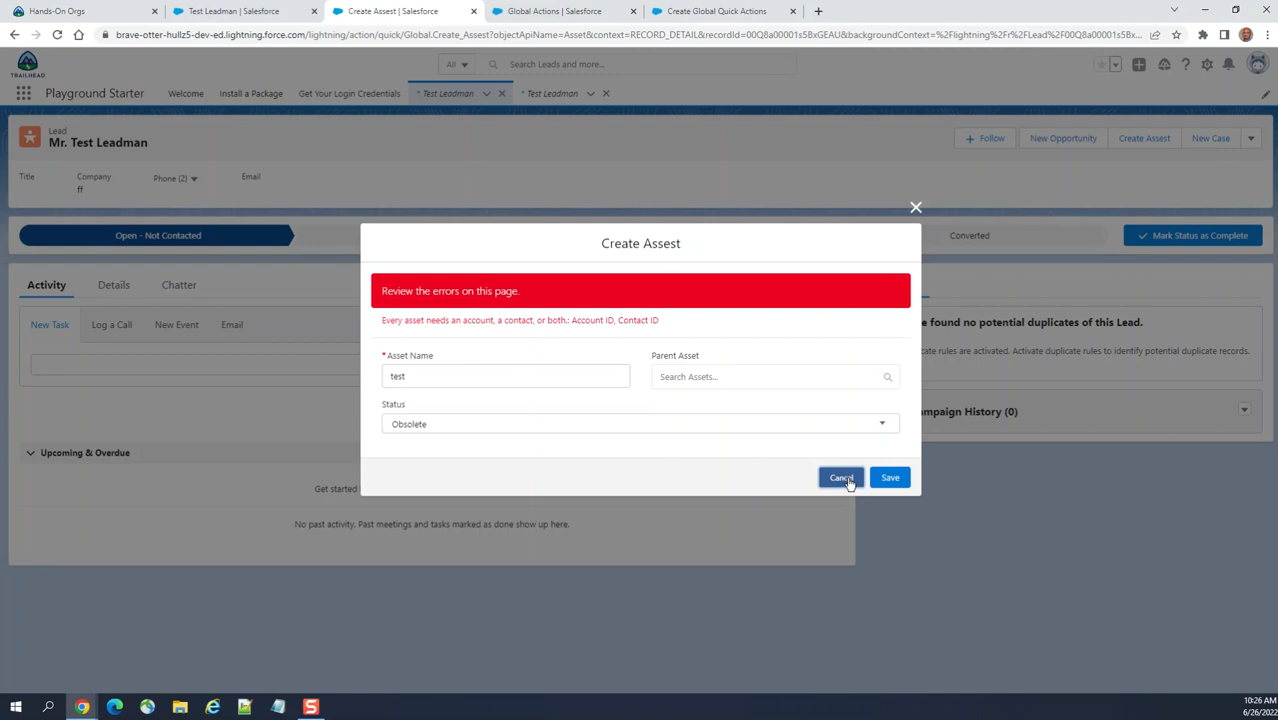 Hands-On Orgs
Test Leadman | Salesforce
Create Assest | Salesforce
Global Actions | Salesforce
Create Global Quick Actions
brave-otter-hullz5-dev-ed.lightning.force.com/lightning/action/quick/Global.Create_Assest?objectApiName=Asset&context=RECORD_DETAIL&recordId=00Q8a00001s58xGEAU&backgroundContext=%2Flightning%2Fr%2FLead%2F00Q8a00001s58xGEAU%2...
TRAILHEAD
All
Search Leads and more...
Playground Starter
Welcome
Install a Package
Get Your Login Credentials
* Test Leadman
* Test Leadman
Lead
Mr. Test Leadman
Follow
New Opportunity
Create Assest
New Case
Title
Company
Phone (2)
Email
ff
Open - Not Contacted
Converted
Mark Status as Complete
Create Assest
Review the errors on this page.
Every asset needs an account, a contact, or both.: Account ID, Contact ID
* Asset Name
Parent Asset
test
Search Assets...
Status
Obsolete
Cancel
Save
Activity
Details
Chatter
New Task
Log a Call
New Event
Email
e found no potential duplicates of this Lead.
cate rules are activated. Activate duplicate rules to identify potential duplicate records.
mpaign History (0)
Upcoming & Overdue
Get started
No past activity. Past meetings and tasks marked as done show up here.
10:26 AM
6/26/2022